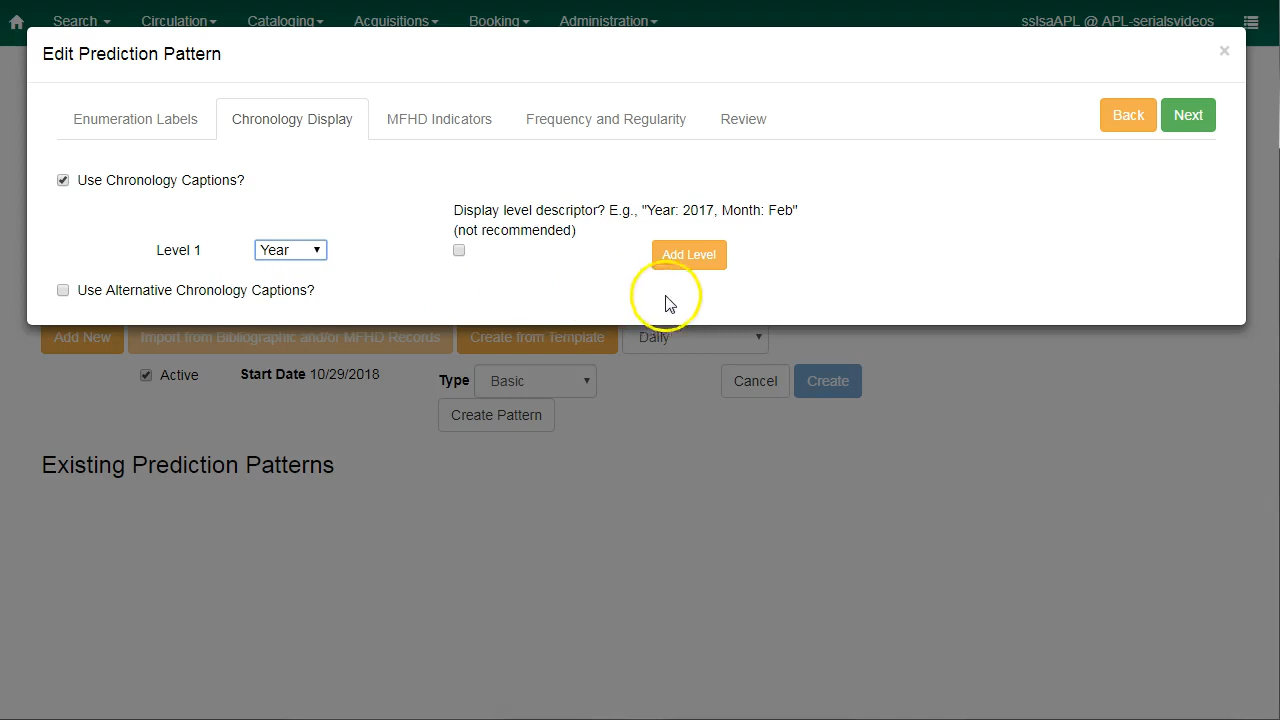 Search Circulation Cataloging Acquisitions Booking Administration sslsaAPL @ APL-serialsvideos
Edit Prediction Pattern ×
Enumeration Labels Chronology Display MFHD Indicators Frequency and Regularity Review Back Next
Use Chronology Captions?
Display level descriptor? E.g., "Year: 2017, Month: Feb"
(not recommended)
Level 1 Year Add Level
Use Alternative Chronology Captions?
Add New Import from Bibliographic and/or MFHD Records Create from Template Daily
Active Start Date 10/29/2018 Type Basic Cancel Create
Create Pattern
Existing Prediction Patterns